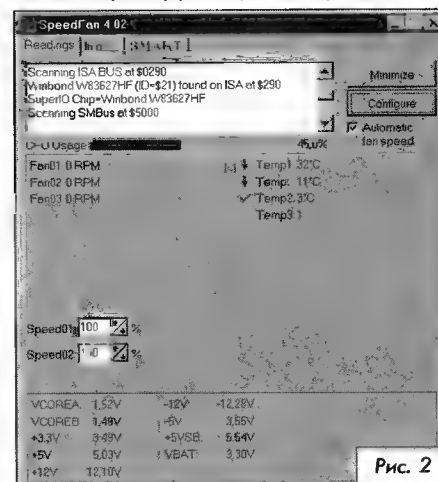 SpeedFan 4.02
Readings Info S.M.A.R.T.
Scanning ISA BUS at $0290
Winbond W83627HF (ID=$21) found on ISA at $290
SuperIO Chip=Winbond W83627HF
Scanning SMBus at $5000
Minimize
Configure
Automatic
fan speed
CPU Usage 45,0%
Fan01 0 RPM
Fan02 0 RPM
Fan03 0 RPM
Temp1 32°C
Temp: 11°C
Temp2.3°C
Temp3:
Speed01: 100 %
Speed02: %
VCOREA. 1,52V -12V -12,28V
VCOREB 1,49V -5V
+3.3V 3,49V +5VSB: 5.54V
+5V 5,03V VBAT: 3,30V
+12V 12,10V
Рис. 2